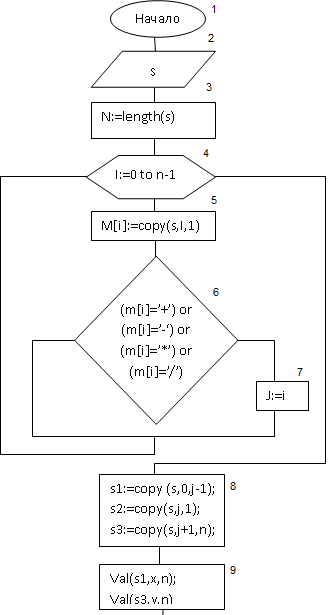 Начало
1
2
s
3
N:=length(s)
4
I:=0 to n-1
5
M[i]:=copy(s,I,1)
6
(m[i]='+') or
(m[i]='-') or
(m[i]='*') or
(m[i]='/')
7
J:=i
8
s1:=copy (s,0,j-1);
s2:=copy(s,j,1);
s3:=copy(s,j+1,n);
9
Val(s1,x,n);
Val(s3,y,n)